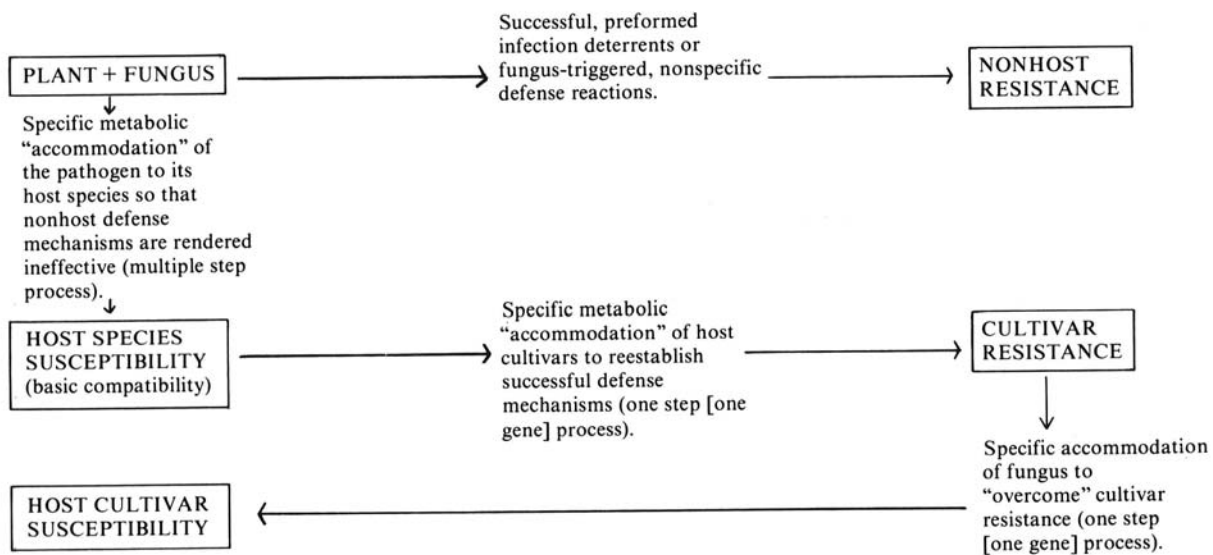 PLANT + FUNGUS
Successful, preformed
infection deterrents or
fungus-triggered, nonspecific
defense reactions.
NONHOST
RESISTANCE
Specific metabolic
“accommodation” of
the pathogen to its
host species so that
nonhost defense
mechanisms are rendered
ineffective (multiple step
process).
HOST SPECIES
SUSCEPTIBILITY
(basic compatibility)
Specific metabolic
“accommodation” of host
cultivars to reestablish
successful defense
mechanisms (one step [one
gene] process).
CULTIVAR
RESISTANCE
Specific accommodation
of fungus to
“overcome” cultivar
resistance (one step
[one gene] process).
HOST CULTIVAR
SUSCEPTIBILITY